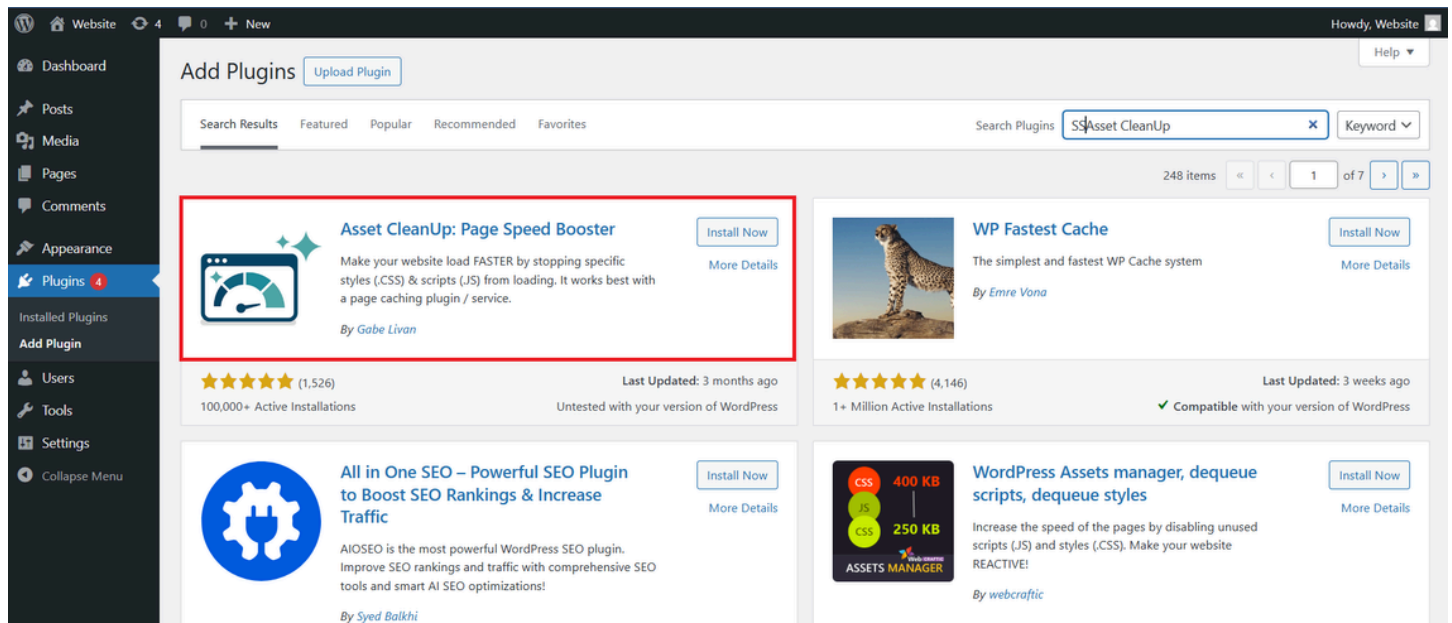 Website 4 0 New
Howdy, Website
Help
Dashboard
Posts
Media
Pages
Comments
Appearance
Plugins 4
Installed Plugins
Add Plugin
Users
Tools
Settings
Collapse Menu
Add Plugins
Upload Plugin
Search Results Featured Popular Recommended Favorites
Search Plugins SSAsset CleanUp × Keyword
248 items « ‹ 1 of 7 › »
Asset CleanUp: Page Speed Booster
Install Now
More Details
Make your website load FASTER by stopping specific
styles (.CSS) & scripts (.JS) from loading. It works best with
a page caching plugin / service.
By Gabe Livan
(1,526)
100,000+ Active Installations
Last Updated: 3 months ago
Untested with your version of WordPress
WP Fastest Cache
Install Now
More Details
The simplest and fastest WP Cache system
By Emre Vona
(4,146)
1+ Million Active Installations
Last Updated: 3 weeks ago
Compatible with your version of WordPress
All in One SEO – Powerful SEO Plugin
to Boost SEO Rankings & Increase
Traffic
Install Now
More Details
AIOSEO is the most powerful WordPress SEO plugin.
Improve SEO rankings and traffic with comprehensive SEO
tools and smart AI SEO optimizations!
By Syed Balkhi
CSS 400 KB
JS
CSS 250 KB
ASSETS MANAGER
WordPress Assets manager, dequeue
scripts, dequeue styles
Install Now
More Details
Increase the speed of the pages by disabling unused
scripts (.JS) and styles (.CSS). Make your website
REACTIVE!
By webcraftic